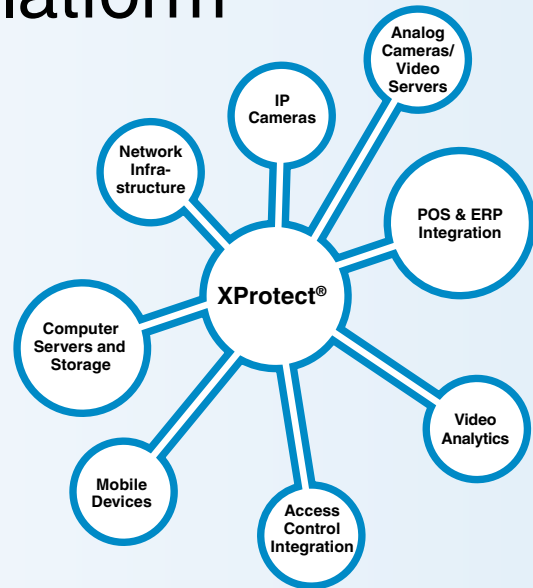 Analog
Cameras/
Video
Servers
IP
Cameras
Network
Infra-
structure
POS & ERP
Integration
XProtect®
Computer
Servers and
Storage
Video
Analytics
Mobile
Devices
Access
Control
Integration